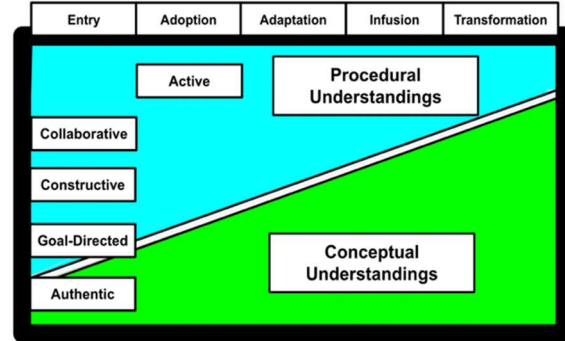 Entry Adoption Adaptation Infusion Transformation
Active
Procedural
Understandings
Collaborative
Constructive
Goal-Directed
Conceptual
Understandings
Authentic